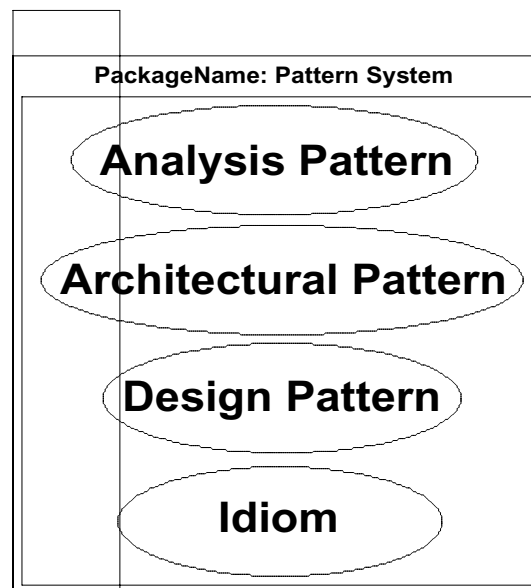 PackageName: Pattern System
Analysis Pattern
Architectural Pattern
Design Pattern
Idiom